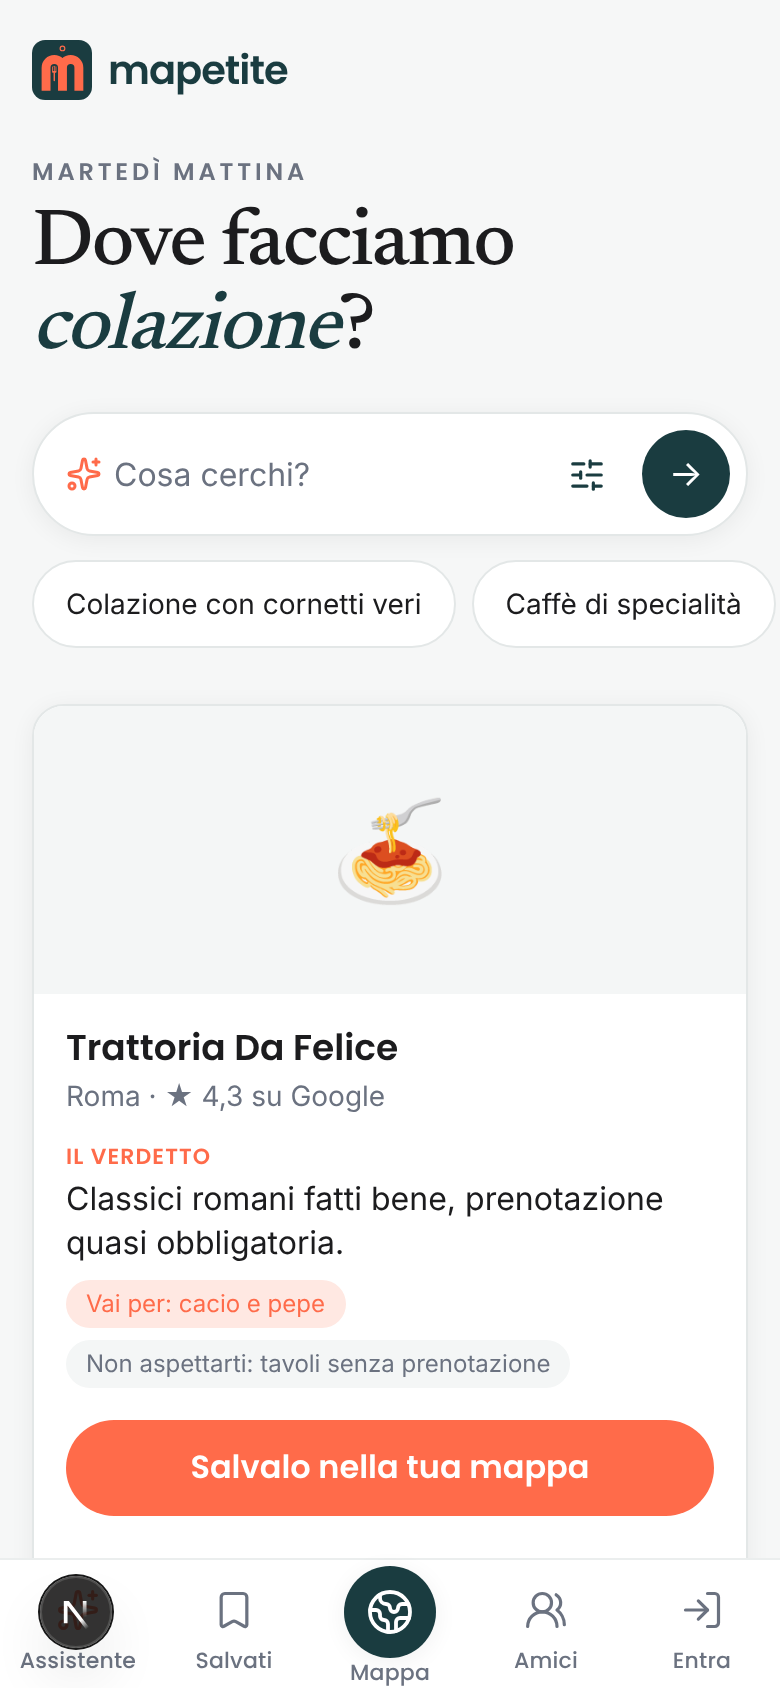 mapetite
MARTEDÌ MATTINA
Dove facciamo
colazione?
Cosa cerchi?
Colazione con cornetti veri
Caffè di specialità
Trattoria Da Felice
Roma · ★ 4,3 su Google
IL VERDETTO
Classici romani fatti bene, prenotazione
quasi obbligatoria.
Vai per: cacio e pepe
Non aspettarti: tavoli senza prenotazione
Salvalo nella tua mappa
N
Assistente
Salvati
Mappa
Amici
Entra